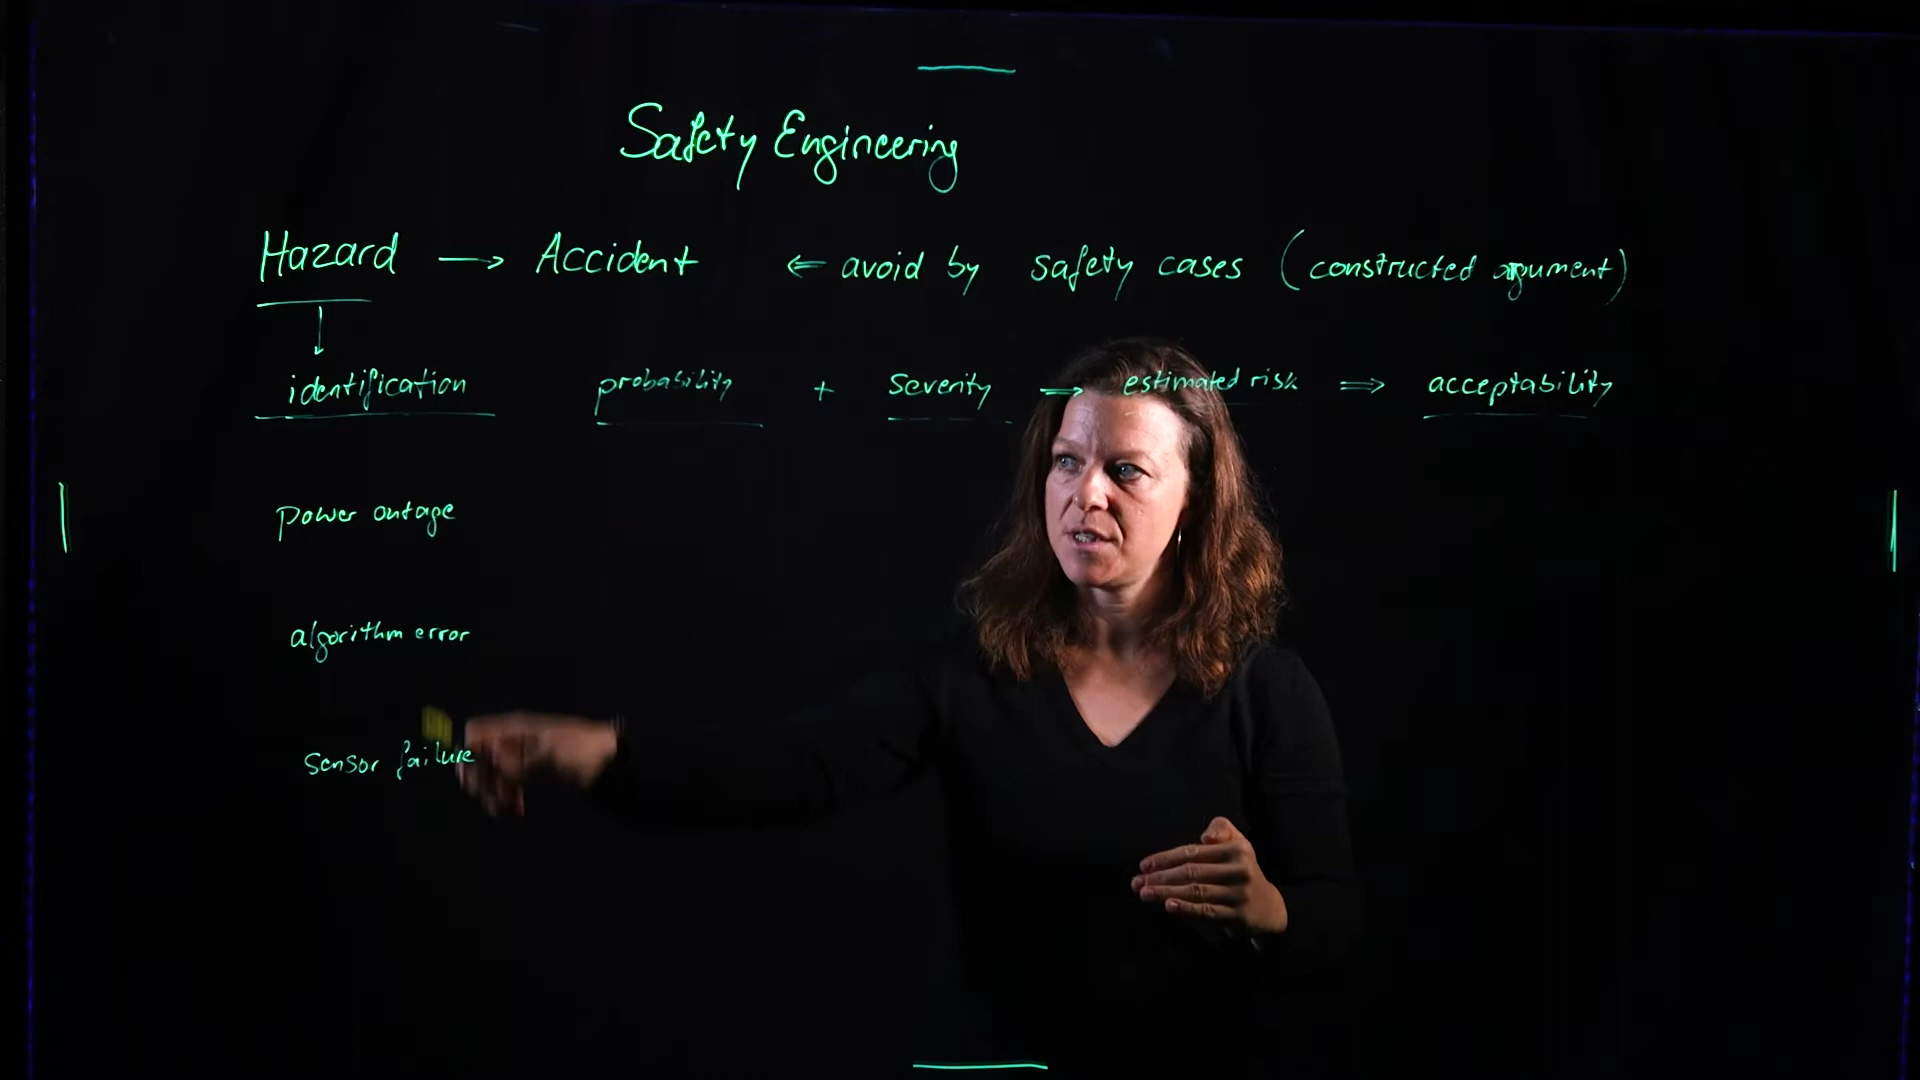 Safety Engineering
Hazard → Accident ⇐ avoid by safety cases (constructed argument)
↓
identification probability + severity ⇒ estimated risk ⇒ acceptability
power outage
algorithm error
sensor failure